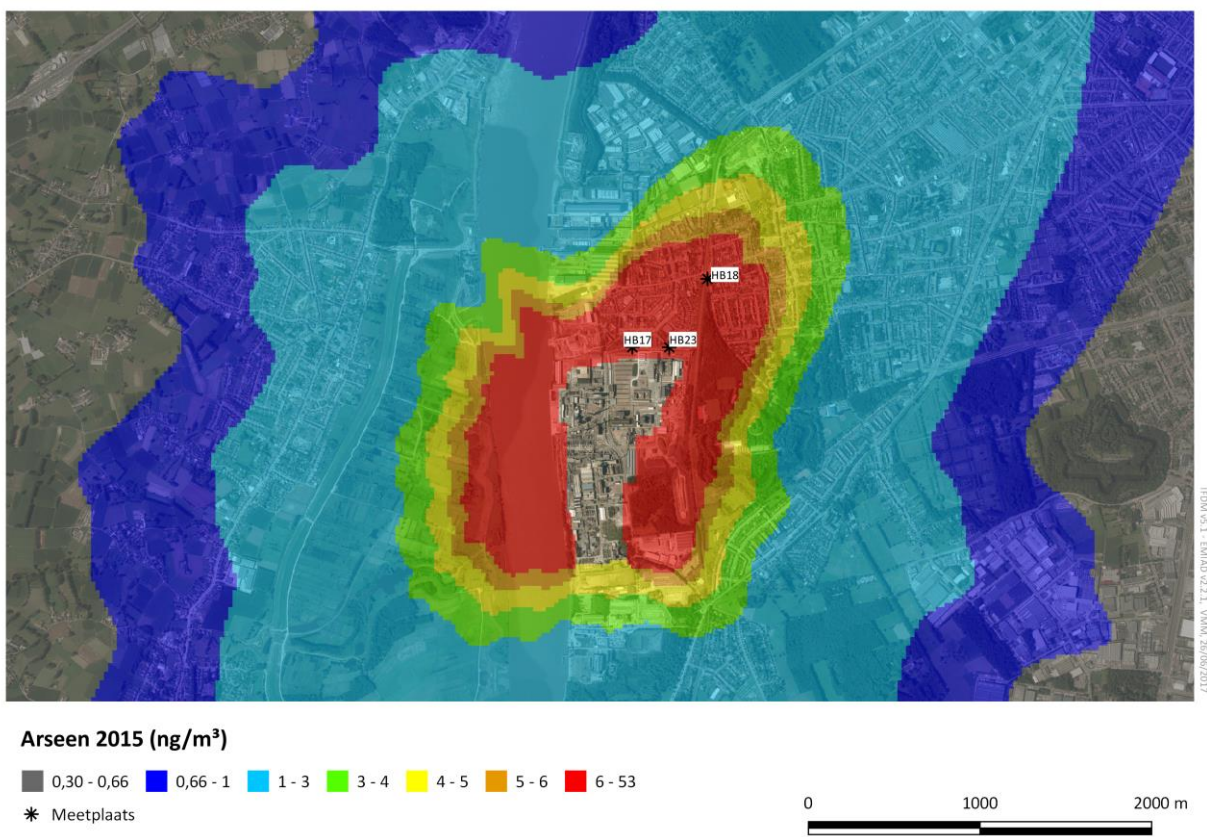 HB18
HB17
HB23
IFDM v5.1 - EMIAD v2.2.1, VMM, 26/06/2017
Arseen 2015 (ng/m³)
0,30 - 0,66
0,66 - 1
1 - 3
3 - 4
4 - 5
5 - 6
6 - 53
Meetplaats
0
1000
2000 m